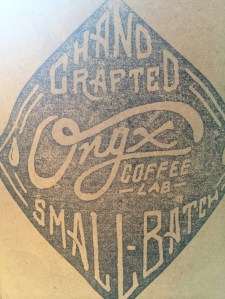 HAND
CRAFTED
Onyx
COFFEE
LAB
SMALL-BATCH